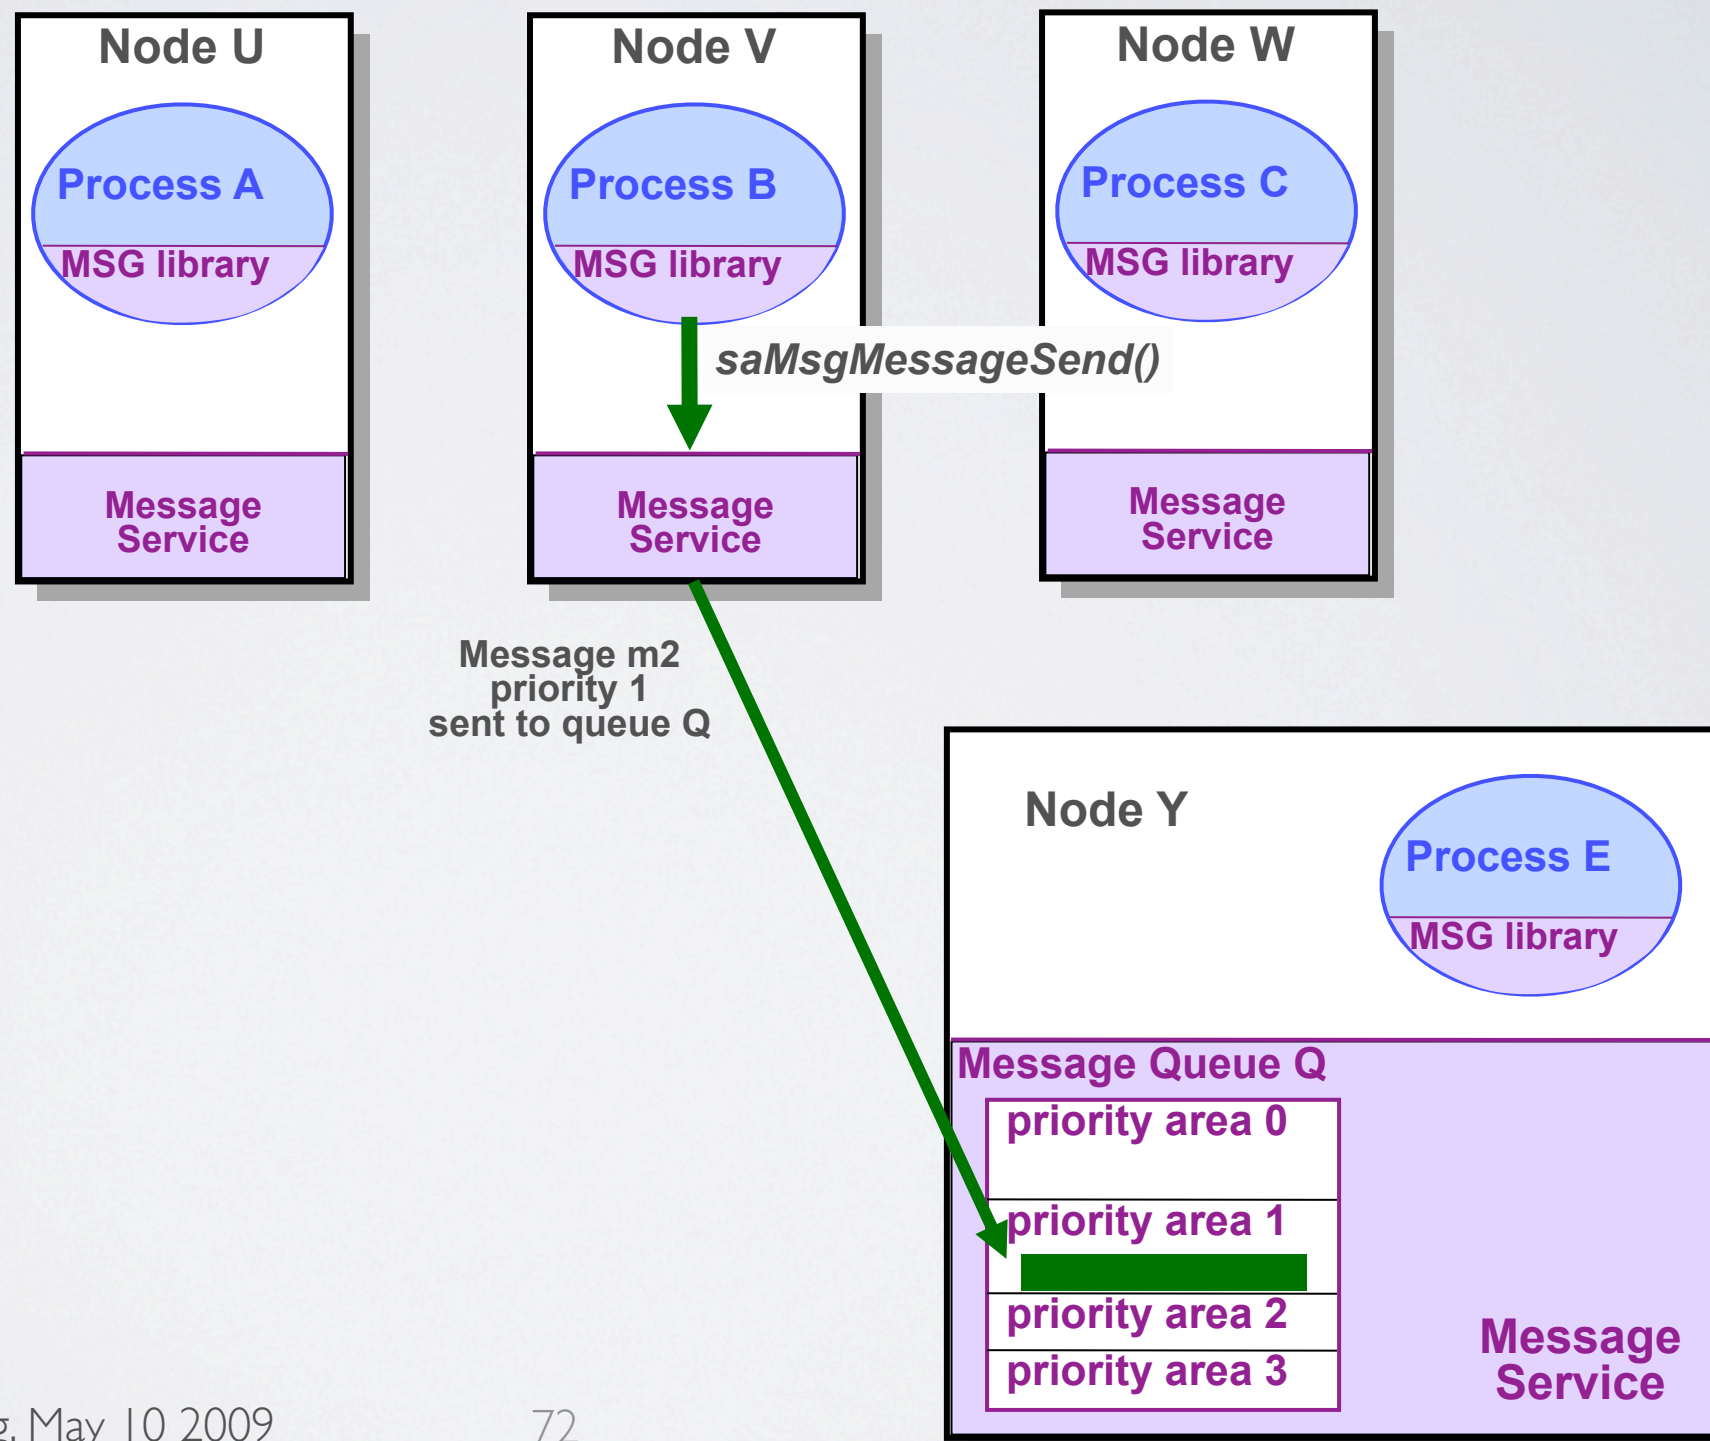 Node U
Process A
MSG library
Message
Service
Node V
Process B
MSG library
saMsgMessageSend()
Message
Service
Node W
Process C
MSG library
Message
Service
Message m2
priority 1
sent to queue Q
Node Y
Process E
MSG library
Message Queue Q
priority area 0
priority area 1
priority area 2
priority area 3
Message
Service
May 10 2009
72